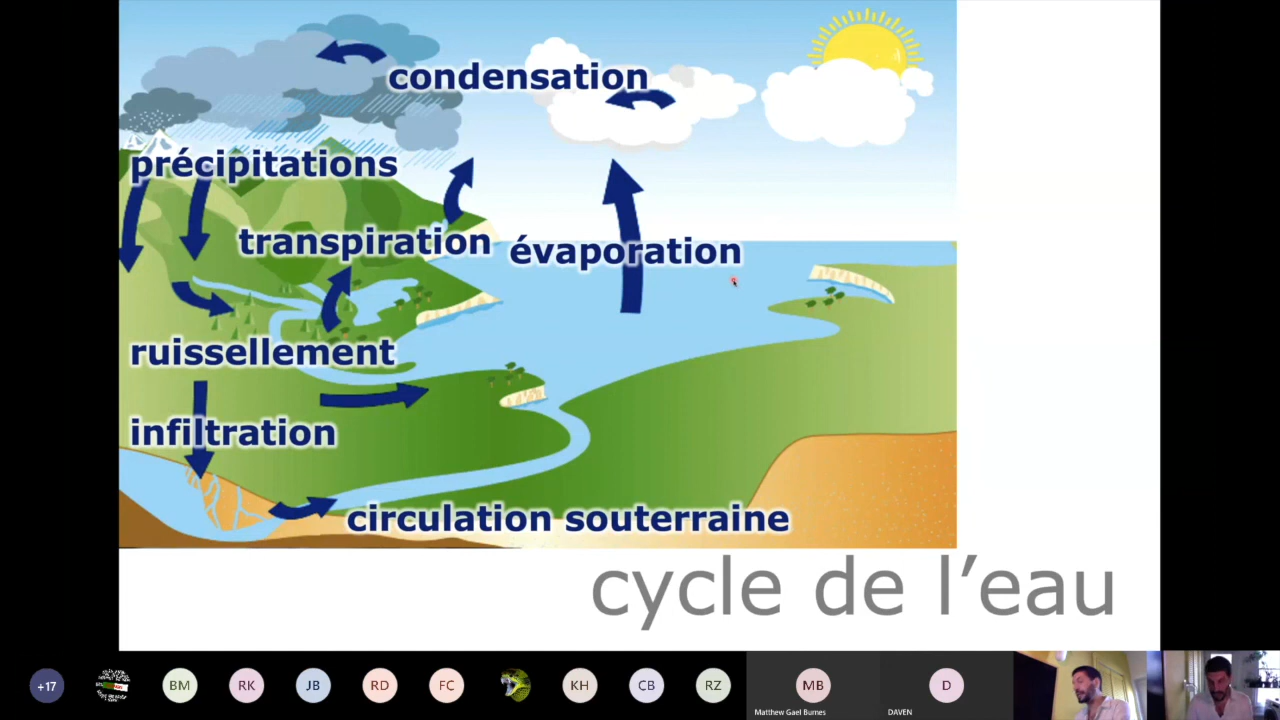 condensation
précipitations
transpiration
évaporation
ruissellement
infiltration
circulation souterraine
cycle de l’eau
+17
BM
RK
JB
RD
FC
KH
CB
RZ
MB
D
Matthew Gael Burnes
DAVEN